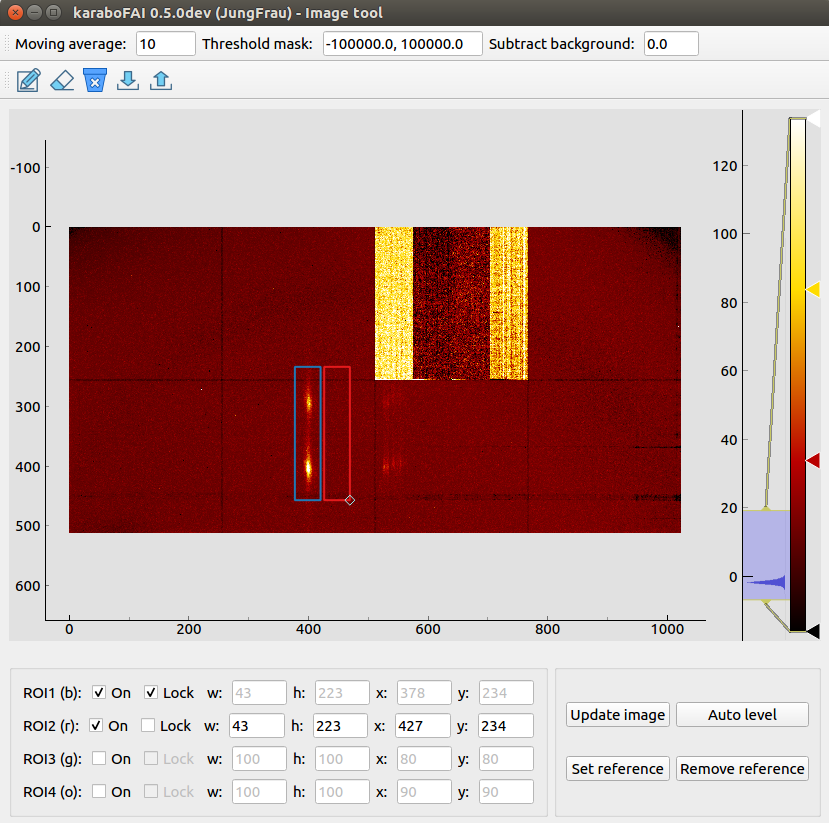 karaboFAI 0.5.0dev (JungFrau) - Image tool
Moving average: 10 Threshold mask: -100000.0, 100000.0 Subtract background: 0.0
-100
0
100
200
300
400
500
600
0 200 400 600 800 1000
120
100
80
60
40
20
0
ROI1 (b): On Lock w: 43 h: 223 x: 378 y: 234
ROI2 (r): On Lock w: 43 h: 223 x: 427 y: 234
ROI3 (g): On Lock w: 100 h: 100 x: 80 y: 80
ROI4 (o): On Lock w: 100 h: 100 x: 90 y: 90
Update image Auto level
Set reference Remove reference